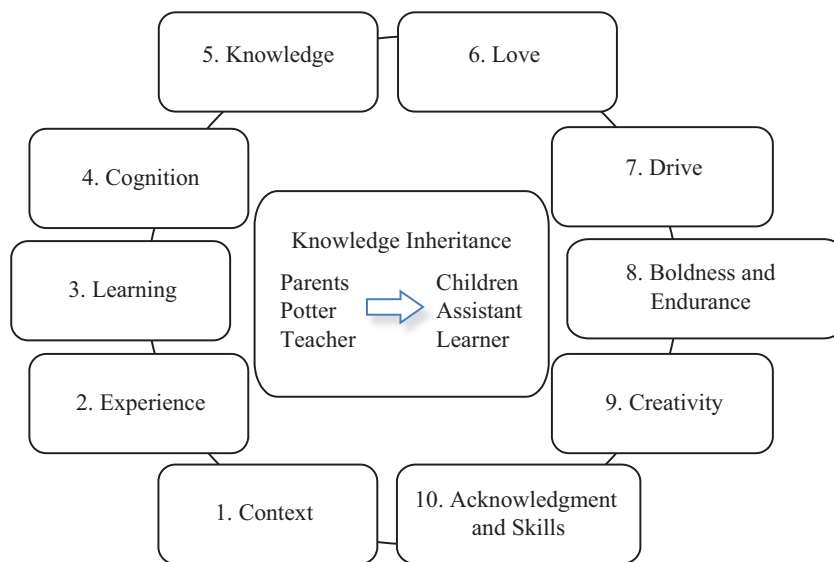 5. Knowledge
6. Love
4. Cognition
7. Drive
Knowledge Inheritance
Parents
Children
Potter
Assistant
Teacher
Learner
3. Learning
8. Boldness and
Endurance
2. Experience
9. Creativity
1. Context
10. Acknowledgment
and Skills